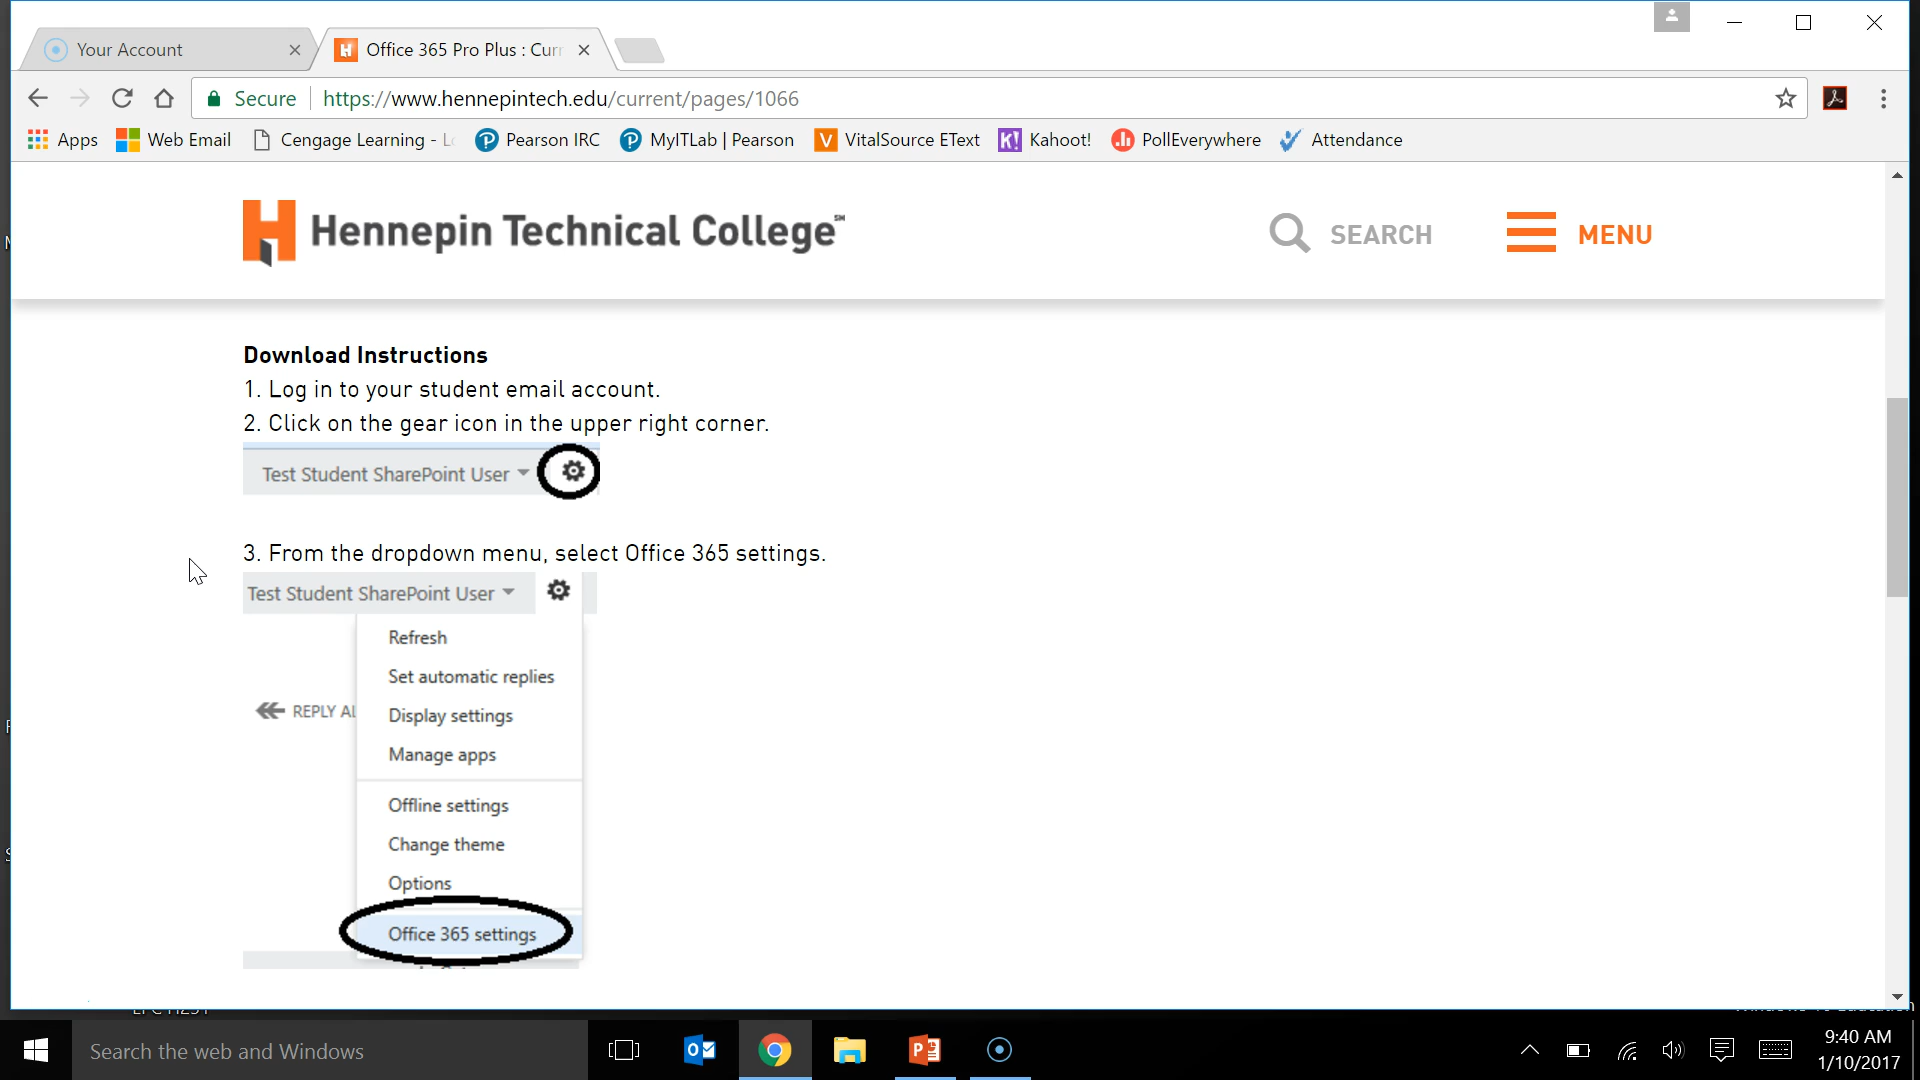 Your Account
Office 365 Pro Plus : Curr
Secure
https://www.hennepintech.edu/current/pages/1066
Apps
Web Email
Cengage Learning - Lo
Pearson IRC
MyITLab | Pearson
VitalSource EText
K!
Kahoot!
PollEverywhere
Attendance
Hennepin Technical College℠
SEARCH
MENU
Download Instructions
1. Log in to your student email account.
2. Click on the gear icon in the upper right corner.
Test Student SharePoint User
3. From the dropdown menu, select Office 365 settings.
Test Student SharePoint User
Refresh
Set automatic replies
REPLY AL
Display settings
Manage apps
Offline settings
Change theme
Options
Office 365 settings
Search the web and Windows
9:40 AM
1/10/2017